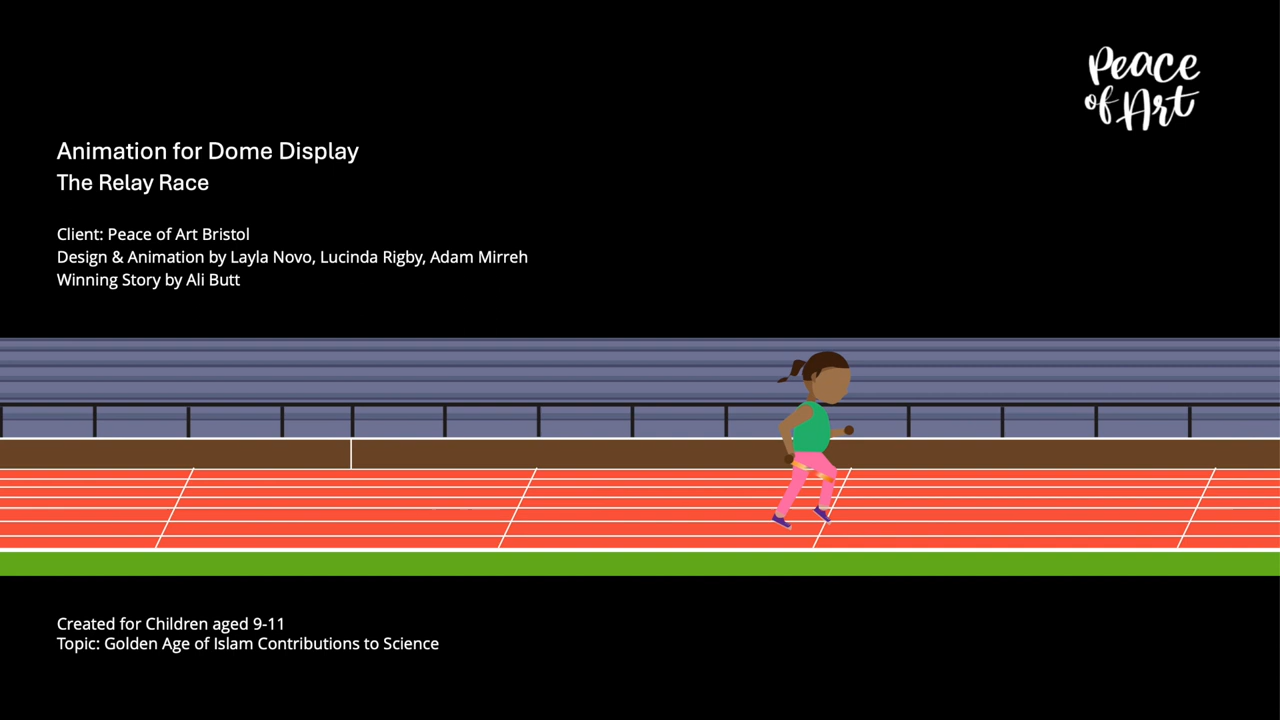 Peace
of Art
Animation for Dome Display
The Relay Race
Client: Peace of Art Bristol
Design & Animation by Layla Novo, Lucinda Rigby, Adam Mirreh
Winning Story by Ali Butt
Created for Children aged 9-11
Topic: Golden Age of Islam Contributions to Science